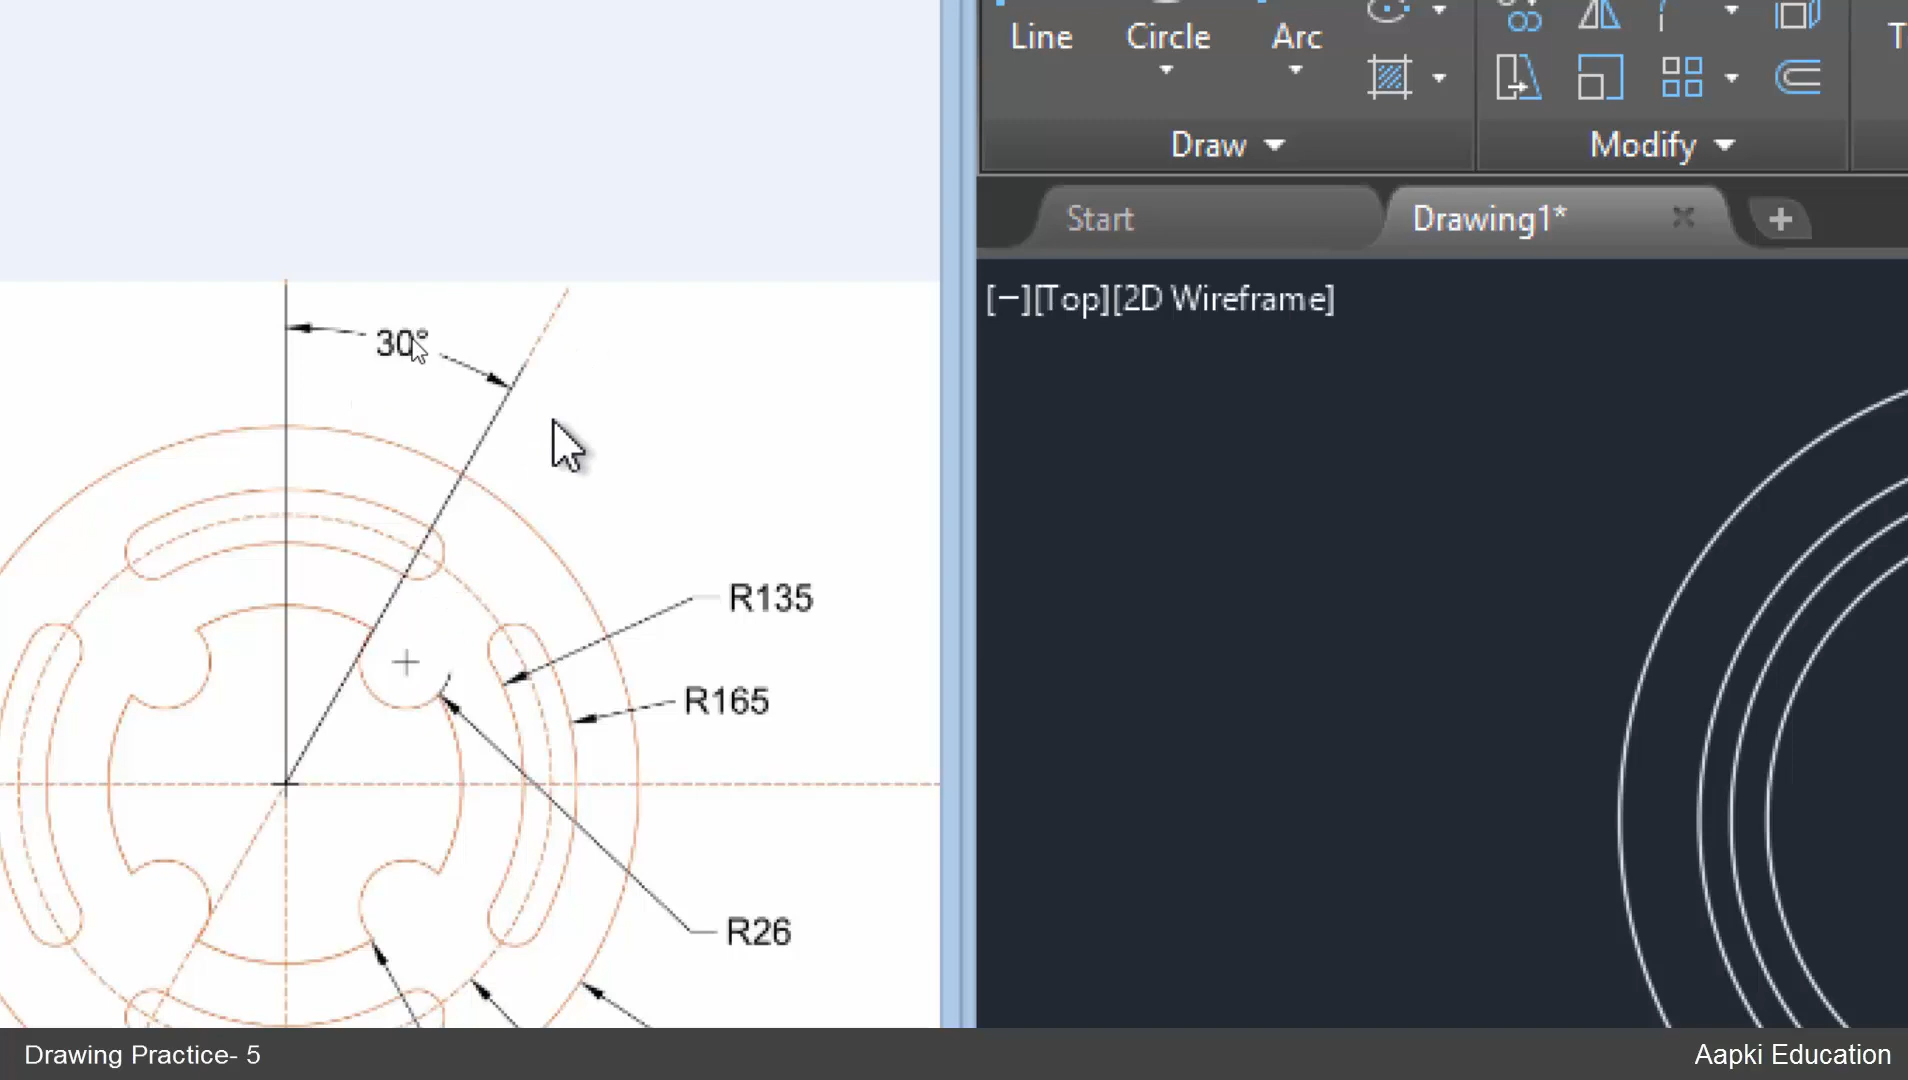 Line Circle Arc
Draw Modify
Start Drawing1*
[−][Top][2D Wireframe]
30°
R135
R165
R26
Drawing Practice- 5
Aapki Education